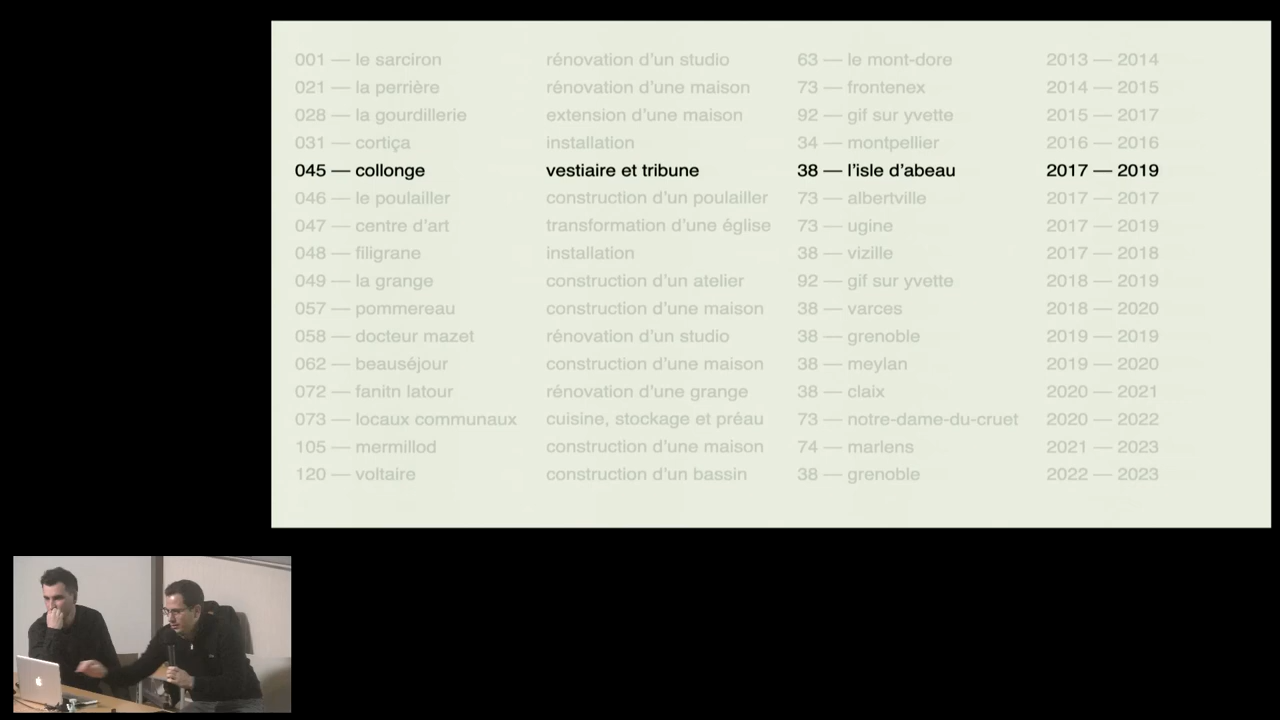 001 — le sarciron rénovation d'un studio 63 — le mont-dore 2013 — 2014
021 — la perrière rénovation d'une maison 73 — frontenex 2014 — 2015
028 — la gourdillerie extension d'une maison 92 — gif sur yvette 2015 — 2017
031 — cortiça installation 34 — montpellier 2016 — 2016
045 — collonge vestiaire et tribune 38 — l'isle d'abeau 2017 — 2019
046 — le poulailler construction d'un poulailler 73 — albertville 2017 — 2017
047 — centre d'art transformation d'une église 73 — ugine 2017 — 2019
048 — filigrane installation 38 — vizille 2017 — 2018
049 — la grange construction d'un atelier 92 — gif sur yvette 2018 — 2019
057 — pommereau construction d'une maison 38 — varces 2018 — 2020
058 — docteur mazet rénovation d'un studio 38 — grenoble 2019 — 2019
062 — beauséjour construction d'une maison 38 — meylan 2019 — 2020
072 — fanitn latour rénovation d'une grange 38 — claix 2020 — 2021
073 — locaux communaux cuisine, stockage et préau 73 — notre-dame-du-cruet 2020 — 2022
105 — mermillod construction d'une maison 74 — marlens 2021 — 2023
120 — voltaire construction d'un bassin 38 — grenoble 2022 — 2023